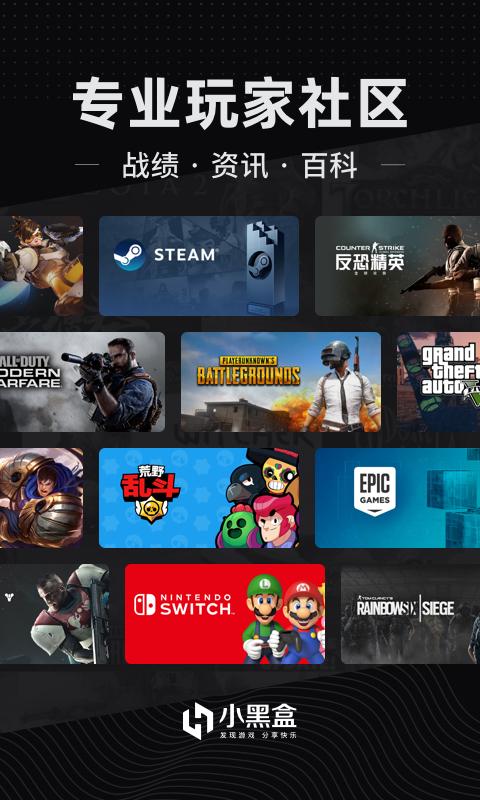 专业玩家社区
战绩 · 资讯 · 百科
STEAM
COUNTER STRIKE
反恐精英
CALL OF DUTY
MODERN
WARFARE
PLAYERUNKNOWN'S
BATTLEGROUNDS
grand
theft
auto
荒野
乱斗
EPIC
GAMES
NINTENDO
SWITCH
TOM CLANCY'S
RAINBOW SIX | SIEGE
小黑盒
发现游戏 分享快乐